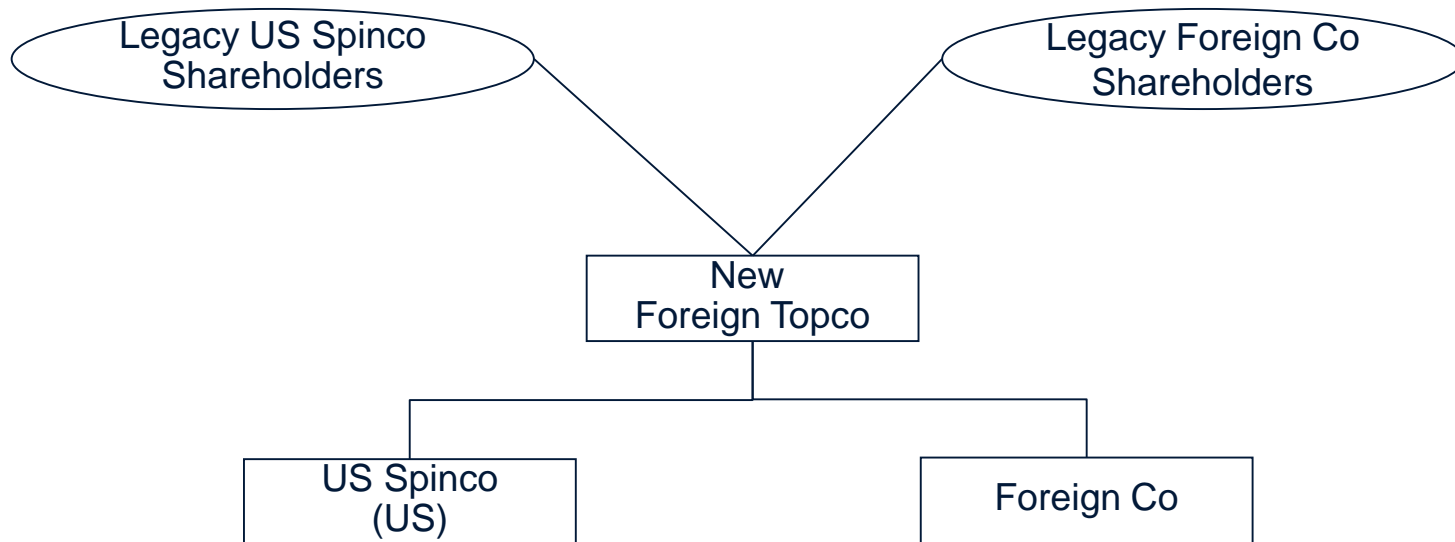 Legacy US Spinco
Shareholders
Legacy Foreign Co
Shareholders
New
Foreign Topco
US Spinco
(US)
Foreign Co